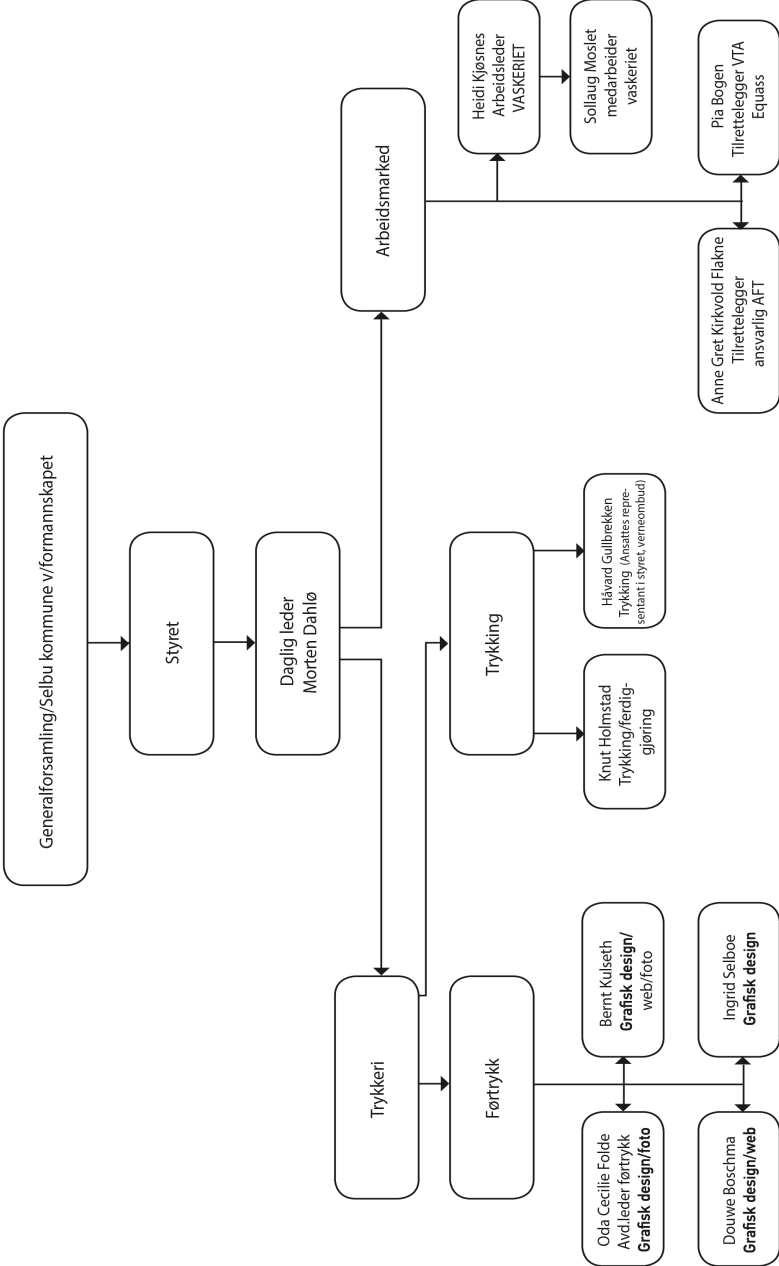 Generalforsamling/Selbu kommune v/formannskapet
Styret
Daglig leder
Morten Dahlø
Trykkeri
Arbeidsmarked
Førtrykk
Trykking
Heidi Kjøsnes
Arbeidsleder
VASKERIET
Sollaug Moslet
medarbeider
vaskeriet
Oda Cecilie Folde
Avd.leder førtrykk
Grafisk design/foto
Bernt Kulseth
Grafisk design/
web/foto
Knut Holmstad
Trykking/ferdig-
gjøring
Håvard Gullbrekken
Trykking (Ansattes repre-
sentant i styret, verneombud)
Douwe Boschma
Grafisk design/web
Ingrid Selboe
Grafisk design
Anne Gret Kirkvold Flakne
Tilrettelegger
ansvarlig AFT
Pia Bogen
Tilrettelegger VTA
Equass